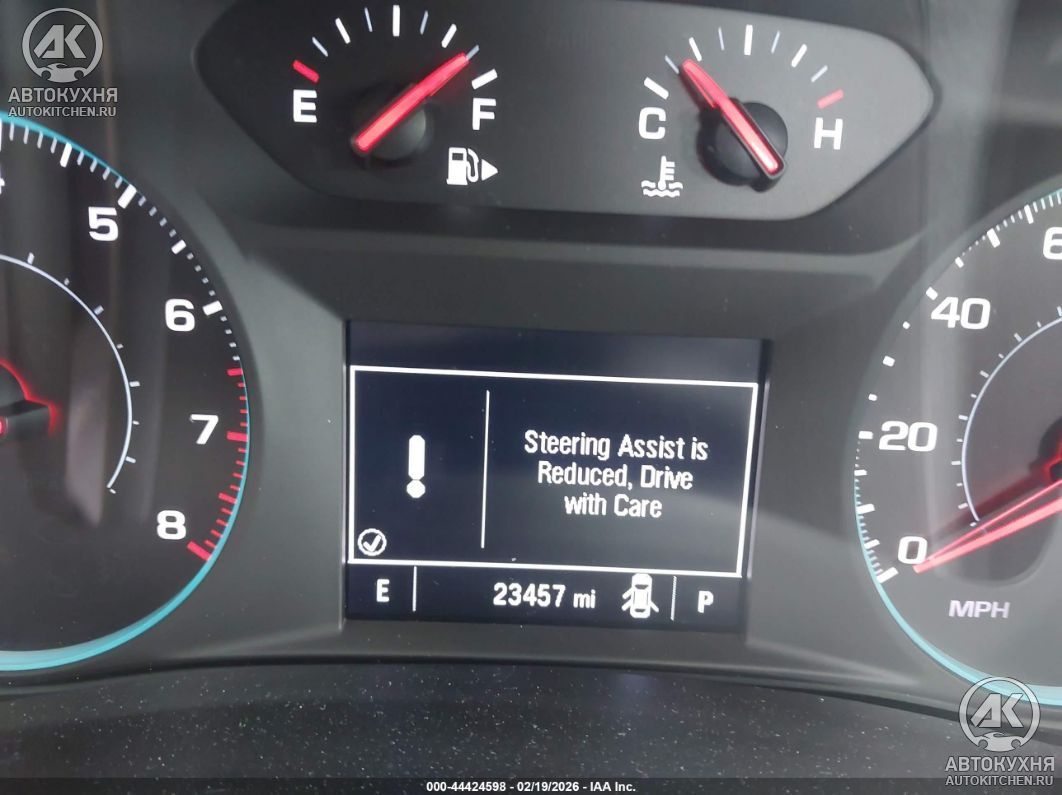 АК
АВТОКУХНЯ
AUTOKITCHEN.RU
E
F
C
H
5
6
7
8
60
40
20
0
MPH
Steering Assist is
Reduced, Drive
with Care
E
23457 mi
P
АК
АВТОКУХНЯ
AUTOKITCHEN.RU
000-44424598 - 02/19/2026 - IAA Inc.